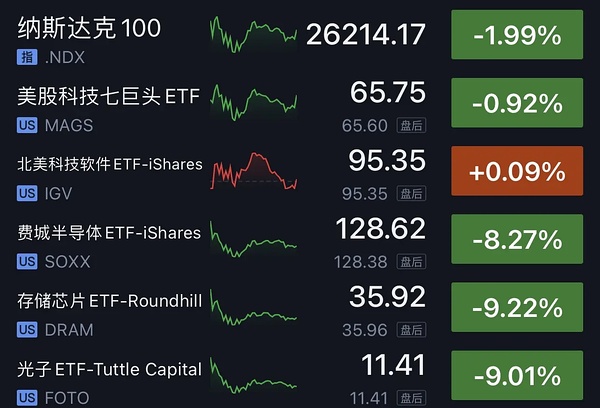 纳斯达克 100 26214.17 -1.99%
指 .NDX
美股科技七巨头 ETF 65.75 -0.92%
US MAGS 65.60 盘后
北美科技软件 ETF-iShares 95.35 +0.09%
US IGV 95.35 盘后
费城半导体 ETF-iShares 128.62 -8.27%
US SOXX 128.38 盘后
存储芯片 ETF-Roundhill 35.92 -9.22%
US DRAM 35.96 盘后
光子 ETF-Tuttle Capital 11.41 -9.01%
US FOTO 11.41 盘后